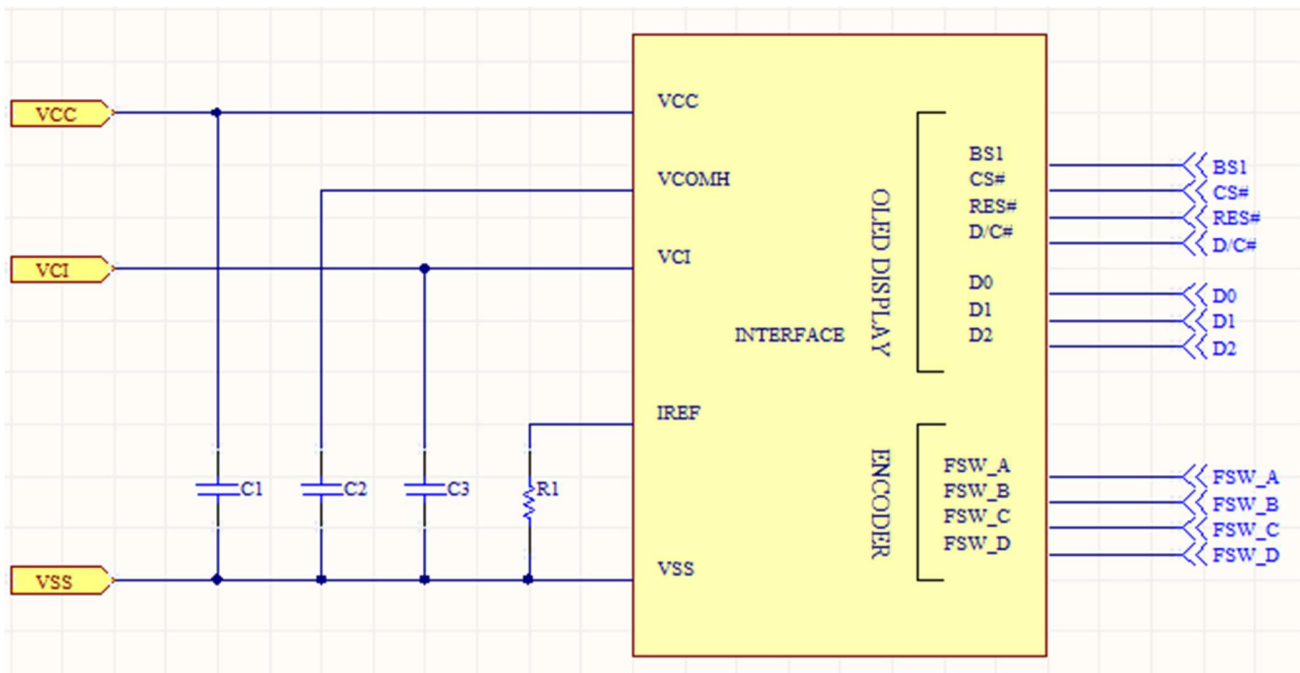 VCC
VCI
VSS
C1
C2
C3
R1
VCC
VCOMH
VCI
IREF
VSS
INTERFACE
OLED DISPLAY
BS1
CS#
RES#
D/C#
D0
D1
D2
ENCODER
FSW_A
FSW_B
FSW_C
FSW_D
BS1
CS#
RES#
D/C#
D0
D1
D2
FSW_A
FSW_B
FSW_C
FSW_D